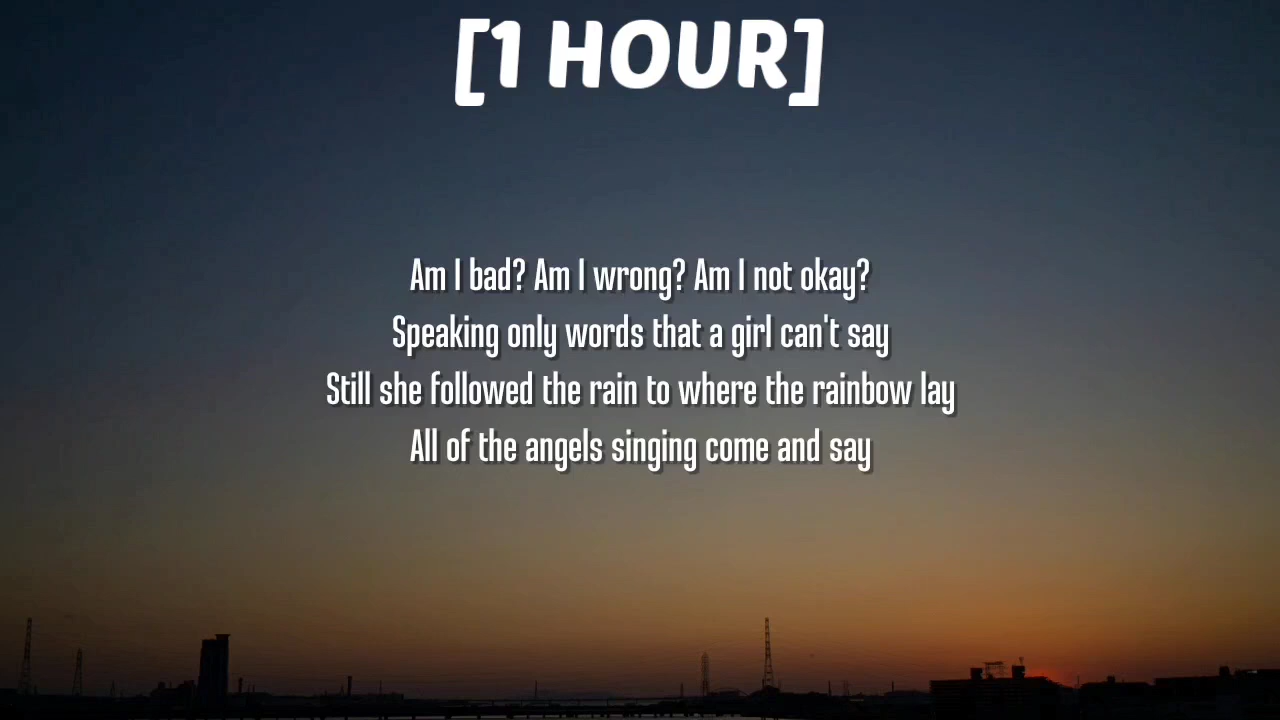 [1 HOUR]
Am I bad? Am I wrong? Am I not okay?
Speaking only words that a girl can't say
Still she followed the rain to where the rainbow lay
All of the angels singing come and say